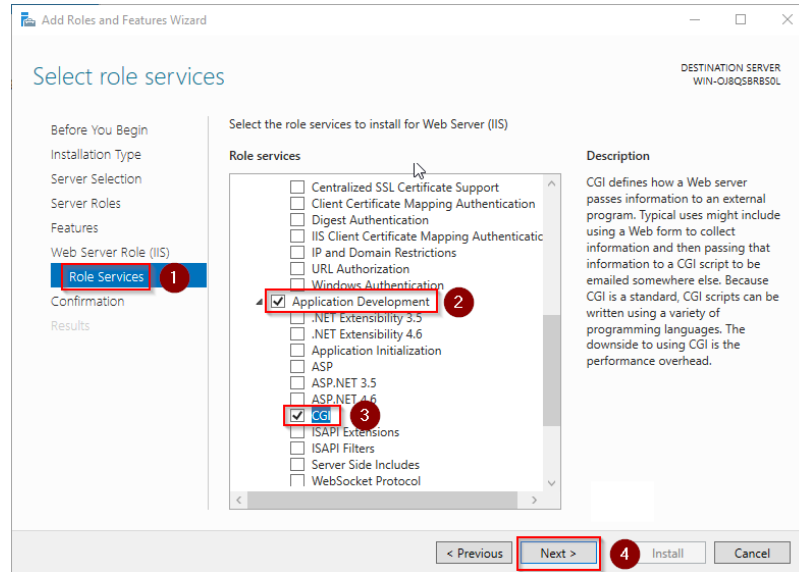 Add Roles and Features Wizard
Select role services
DESTINATION SERVER
WIN-OJ8QSBRBS0L
Before You Begin
Installation Type
Server Selection
Server Roles
Features
Web Server Role (IIS)
Role Services
1
Confirmation
Results
Select the role services to install for Web Server (IIS)
Role services
Centralized SSL Certificate Support
Client Certificate Mapping Authentication
Digest Authentication
IIS Client Certificate Mapping Authenticatic
IP and Domain Restrictions
URL Authorization
Windows Authentication
Application Development
2
.NET Extensibility 3.5
.NET Extensibility 4.6
Application Initialization
ASP
ASP.NET 3.5
ASP.NET 4.6
CGI
3
ISAPI Extensions
ISAPI Filters
Server Side Includes
WebSocket Protocol
Description
CGI defines how a Web server
passes information to an external
program. Typical uses might include
using a Web form to collect
information and then passing that
information to a CGI script to be
emailed somewhere else. Because
CGI is a standard, CGI scripts can be
written using a variety of
programming languages. The
downside to using CGI is the
performance overhead.
< Previous
Next >
4
Install
Cancel